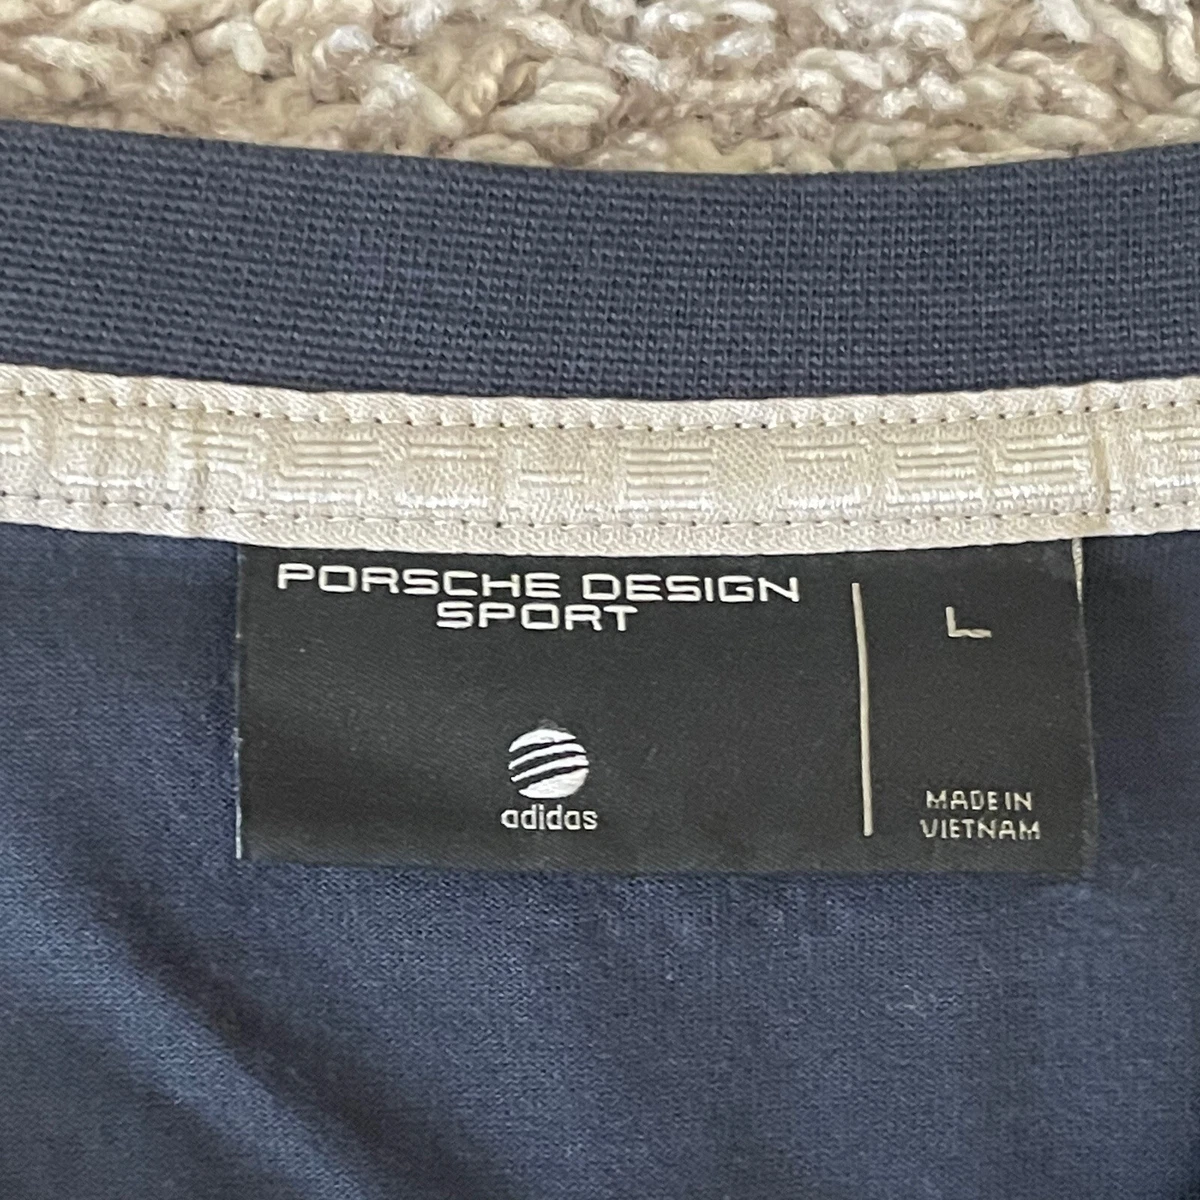 PORSCHE DESIGN
SPORT
L
adidas
MADE IN
VIETNAM